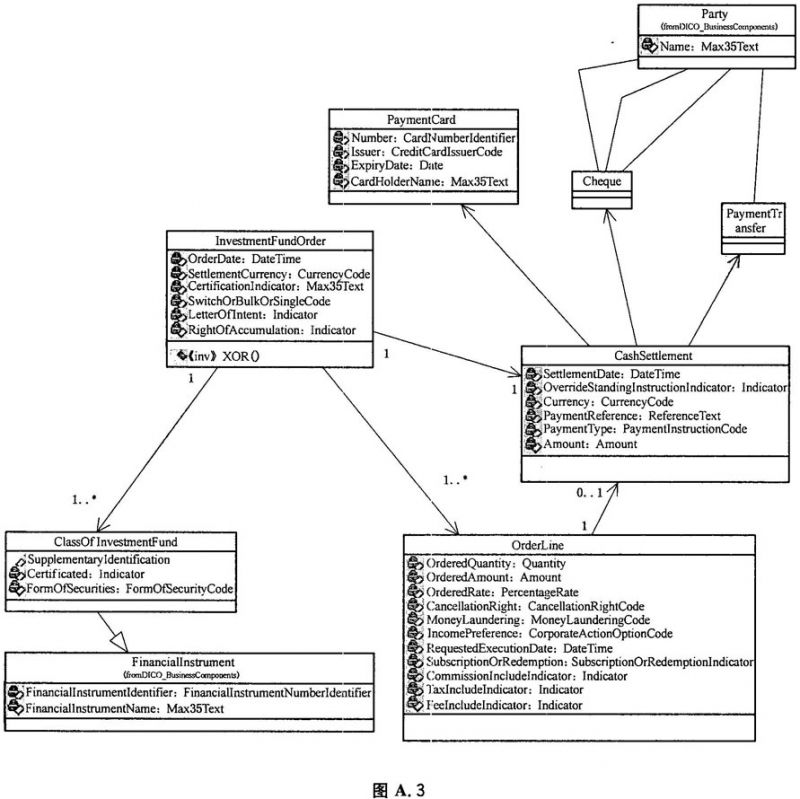 Party
(fromDICO_BusinessComponents)
Name: Max35Text
PaymentCard
Number: CardNumberIdentifier
Issuer: CreditCardIssuerCode
ExpiryDate: Date
CardHolderName: Max35Text
Cheque
PaymentTr
ansfer
InvestmentFundOrder
OrderDate: DateTime
SettlementCurrency: CurrencyCode
CertificationIndicator: Max35Text
SwitchOrBulkOrSingleCode
LetterOfIntent: Indicator
RightOfAccumulation: Indicator
《inv》 XOR()
1
1
1
CashSettlement
SettlementDate: DateTime
OverrideStandingInstructionIndicator: Indicator
Currency: CurrencyCode
PaymentReference: ReferenceText
PaymentType: PaymentInstructionCode
Amount: Amount
1..*
1..*
0..1
1
ClassOfInvestmentFund
SupplementaryIdentification
Certificated: Indicator
FormOfSecurities: FormOfSecurityCode
OrderLine
OrderedQuantity: Quantity
OrderedAmount: Amount
OrderedRate: PercentageRate
CancellationRight: CancellationRightCode
MoneyLaundering: MoneyLaunderingCode
IncomePreference: CorporateActionOptionCode
RequestedExecutionDate: DateTime
SubscriptionOrRedemption: SubscriptionOrRedemptionIndicator
CommissionIncludeIndicator: Indicator
TaxIncludeIndicator: Indicator
FeeIncludeIndicator: Indicator
FinancialInstrument
(fromDICO_BusinessComponents)
FinancialInstrumentIdentifier: FinancialInstrumentNumberIdentifier
FinancialInstrumentName: Max35Text
图 A.3